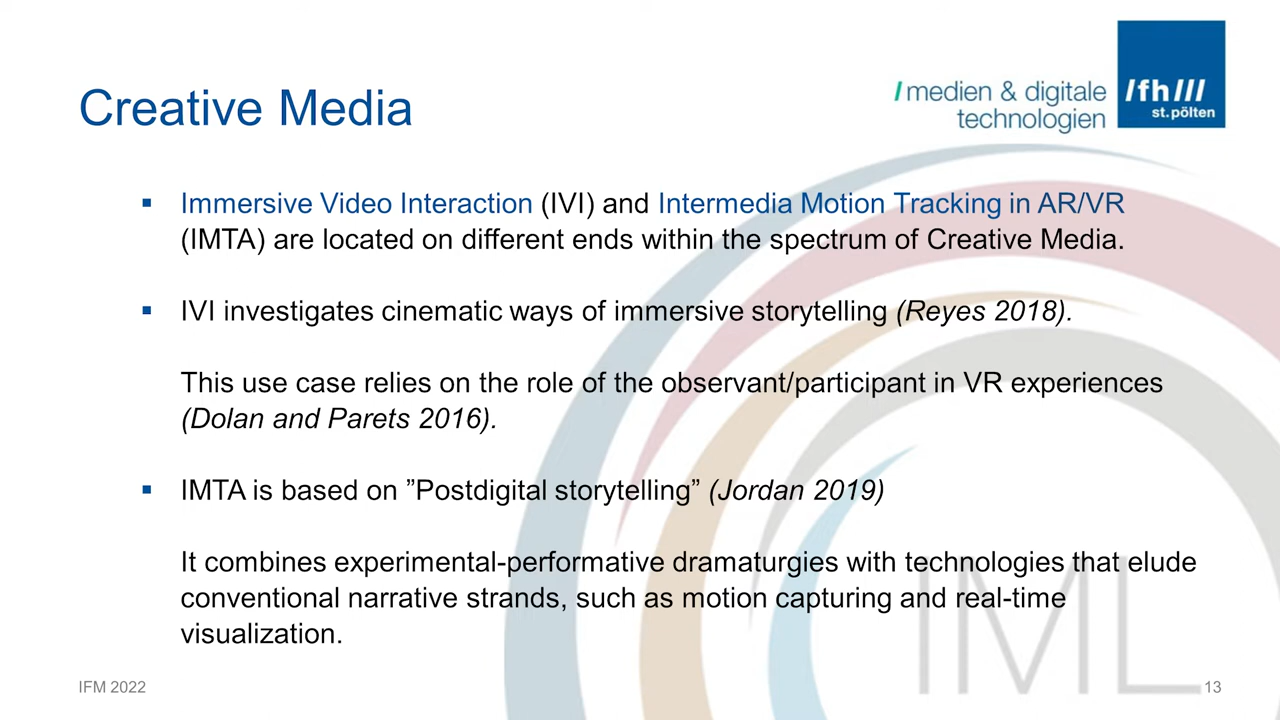 Creative Media
/ medien & digitale
technologien
/fh///
st.pölten
▪ Immersive Video Interaction (IVI) and Intermedia Motion Tracking in AR/VR
(IMTA) are located on different ends within the spectrum of Creative Media.
▪ IVI investigates cinematic ways of immersive storytelling (Reyes 2018).
This use case relies on the role of the observant/participant in VR experiences
(Dolan and Parets 2016).
▪ IMTA is based on ”Postdigital storytelling” (Jordan 2019)
It combines experimental-performative dramaturgies with technologies that elude
conventional narrative strands, such as motion capturing and real-time
visualization.
IML
IFM 2022
13